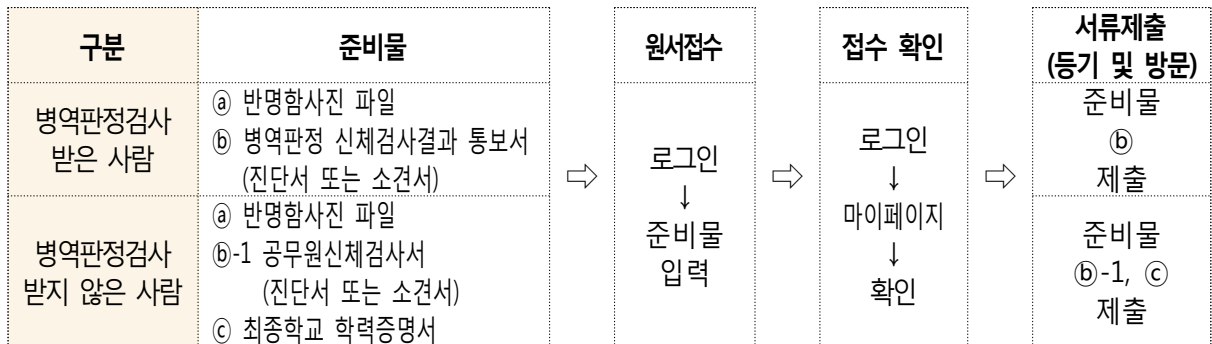 구분
준비물
병역판정검사
받은 사람
ⓐ 반명함사진 파일
ⓑ 병역판정 신체검사결과 통보서
(진단서 또는 소견서)
병역판정검사
받지 않은 사람
ⓐ 반명함사진 파일
ⓑ-1 공무원신체검사서
(진단서 또는 소견서)
ⓒ 최종학교 학력증명서
⇨
원서접수
로그인
↓
준비물
입력
⇨
접수 확인
로그인
↓
마이페이지
↓
확인
⇨
서류제출
(등기 및 방문)
준비물
ⓑ
제출
준비물
ⓑ-1, ⓒ
제출